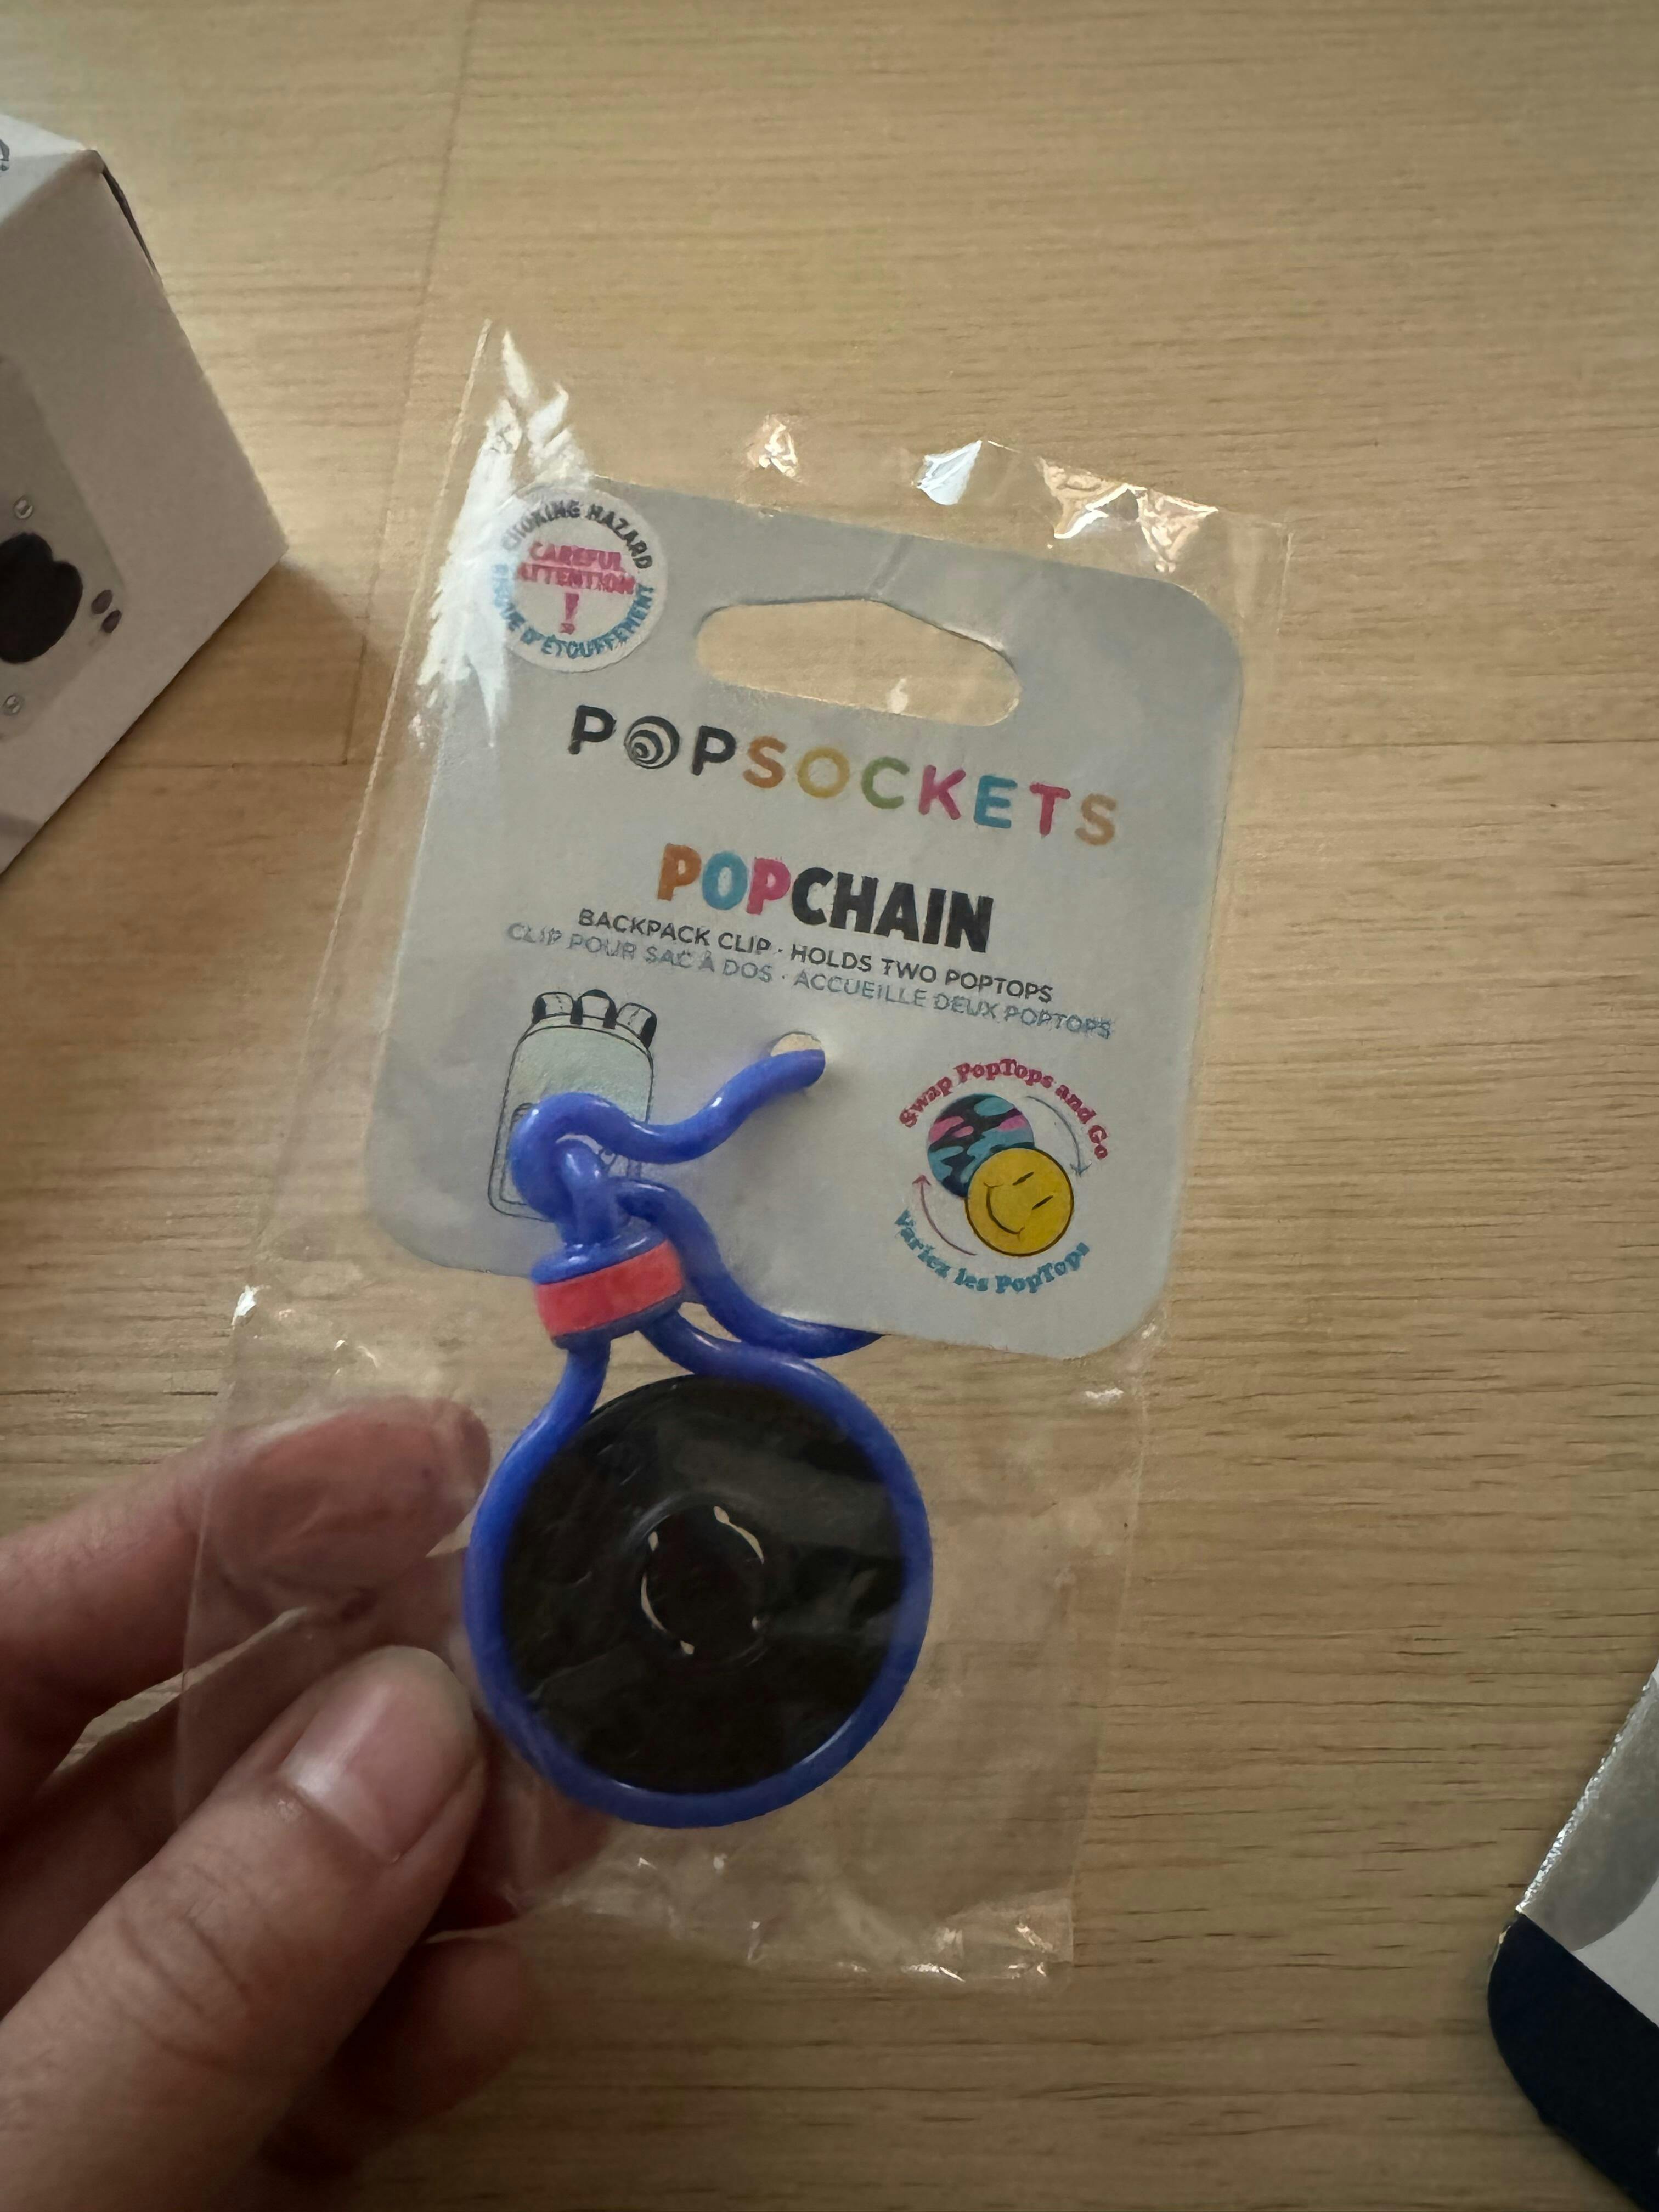 CHOKING HAZARD
CAREFUL
ATTENTION
!
RISQUE D'ÉTOUFFEMENT
POPSOCKETS
POPCHAIN
BACKPACK CLIP · HOLDS TWO POPTOPS
CLIP POUR SAC À DOS · ACCUEILLE DEUX POPTOPS
Swap PopTops and Go
Variez les PopTops